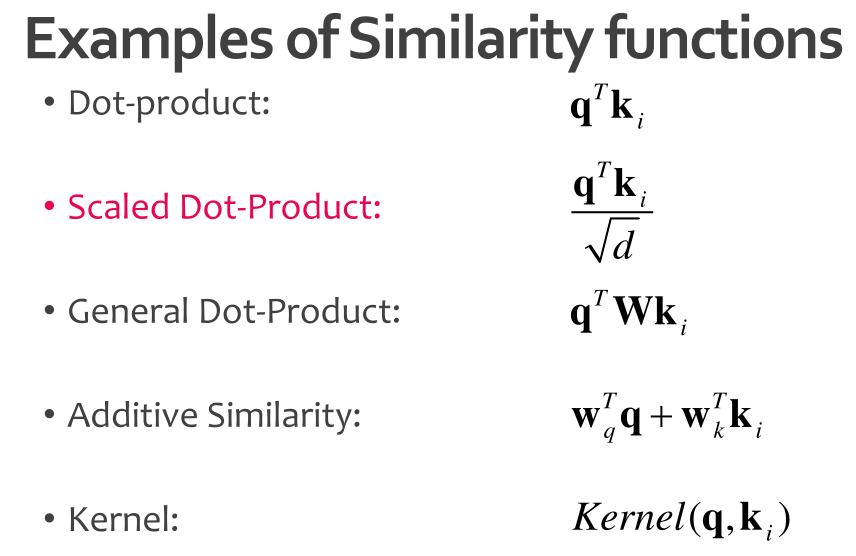 Examples of Similarity functions
• Dot-product: $\mathbf{q}^T \mathbf{k}_i$
• Scaled Dot-Product: $\frac{\mathbf{q}^T \mathbf{k}_i}{\sqrt{d}}$
• General Dot-Product: $\mathbf{q}^T \mathbf{W} \mathbf{k}_i$
• Additive Similarity: $\mathbf{w}_q^T \mathbf{q} + \mathbf{w}_k^T \mathbf{k}_i$
• Kernel: $Kernel(\mathbf{q}, \mathbf{k}_i)$